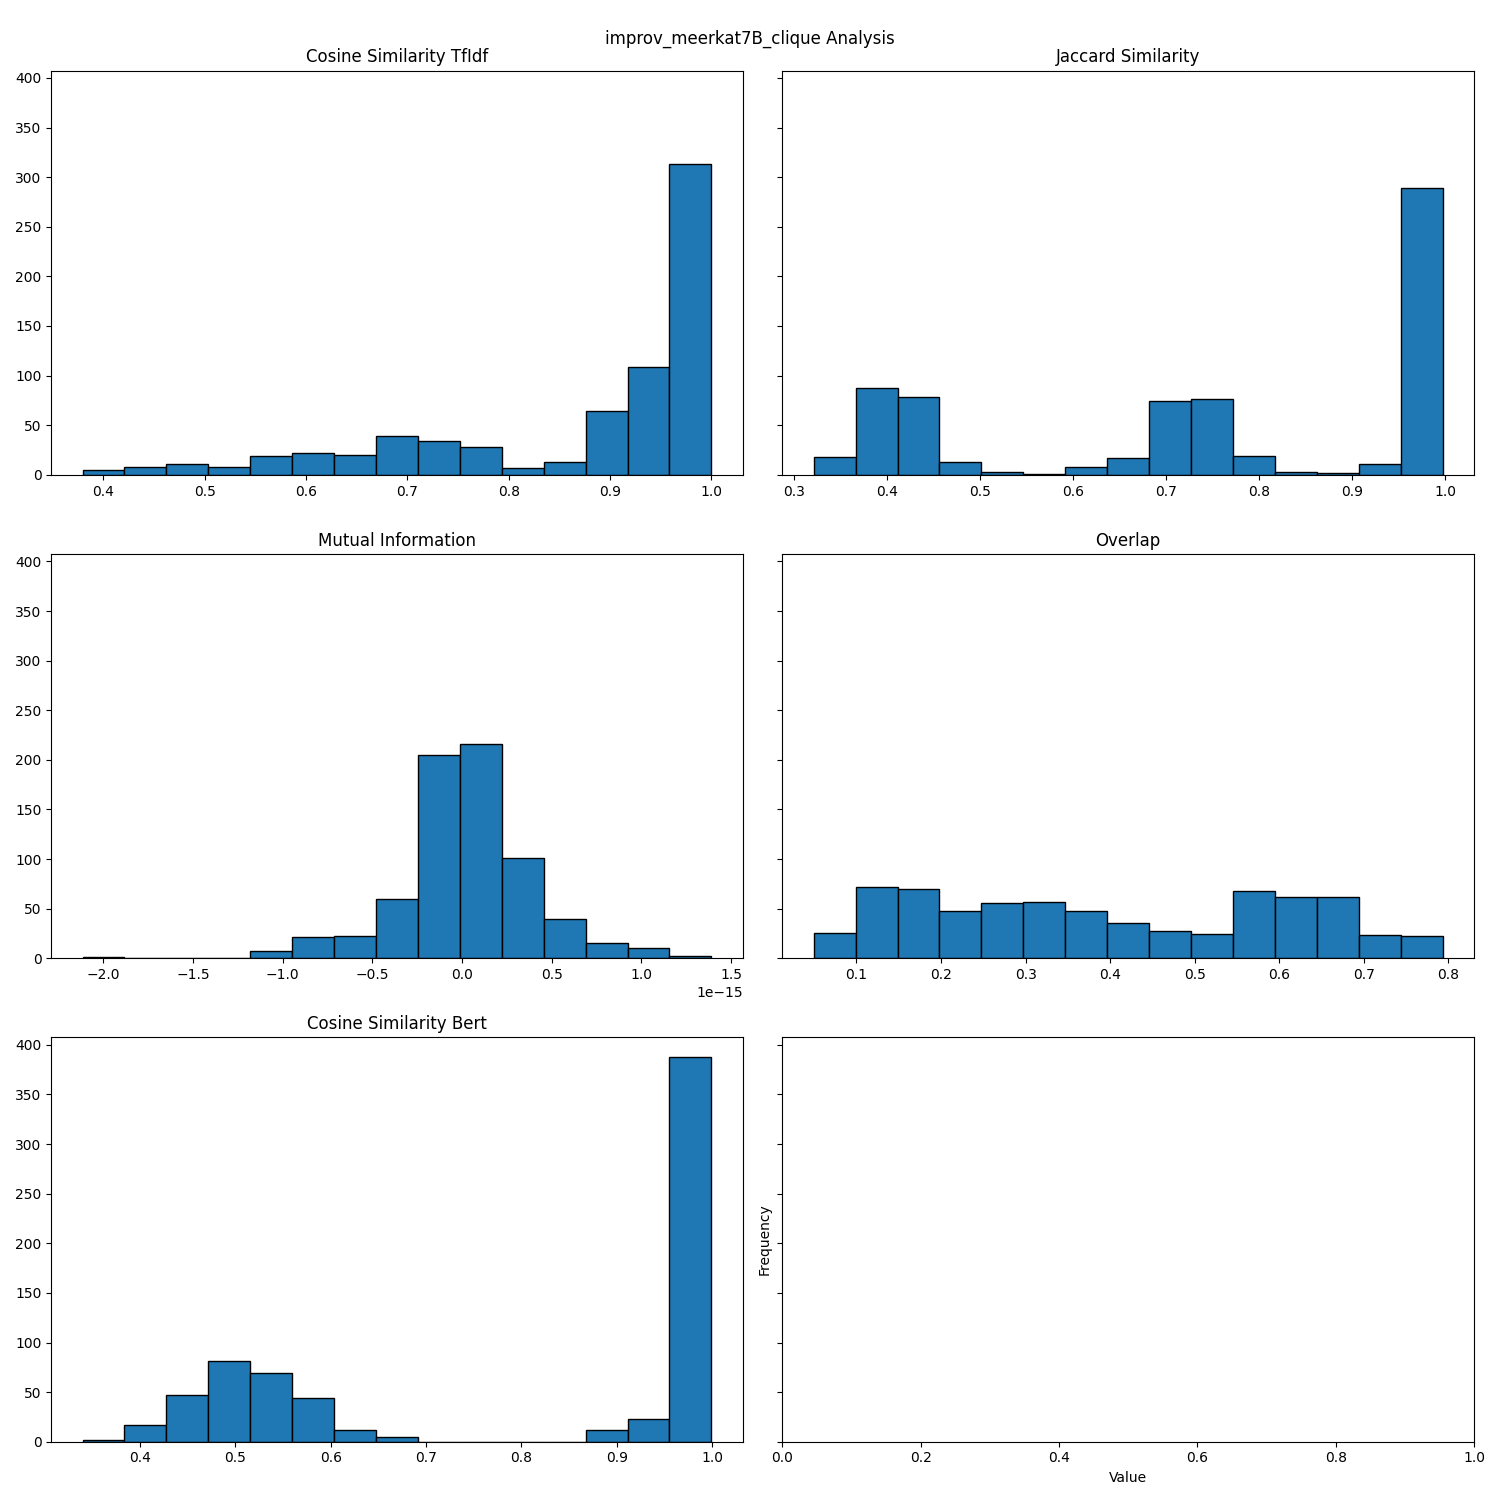 improv_meerkat7B_clique Analysis
Cosine Similarity TfIdf
Jaccard Similarity
400
350
300
250
200
150
100
50
0
0.4 0.5 0.6 0.7 0.8 0.9 1.0
0.3 0.4 0.5 0.6 0.7 0.8 0.9 1.0
Mutual Information
Overlap
400
350
300
250
200
150
100
50
0
−2.0 −1.5 −1.0 −0.5 0.0 0.5 1.0 1.5
1e−15
0.1 0.2 0.3 0.4 0.5 0.6 0.7 0.8
Cosine Similarity Bert
400
350
300
250
200
150
100
50
0
0.4 0.5 0.6 0.7 0.8 0.9 1.0
Frequency
0.0 0.2 0.4 0.6 0.8 1.0
Value